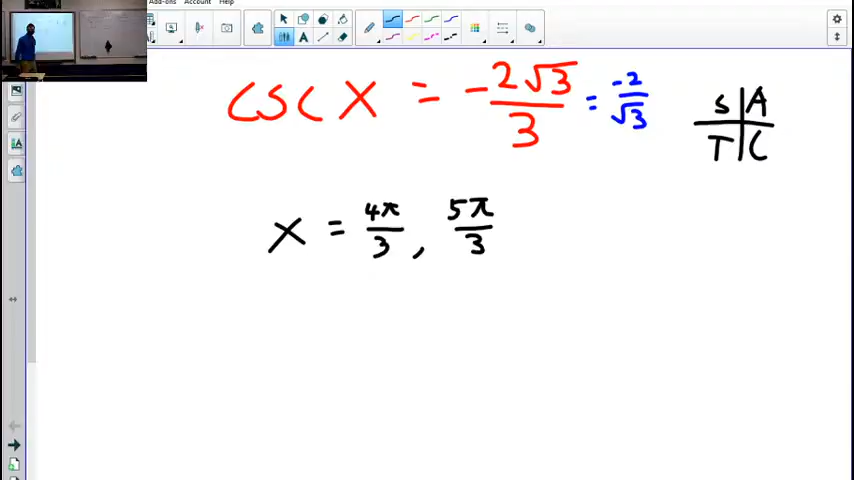 Add-ons Account Help
CSC X = -2√3/3 = -2/√3
S A
T C
X = 4π/3, 5π/3